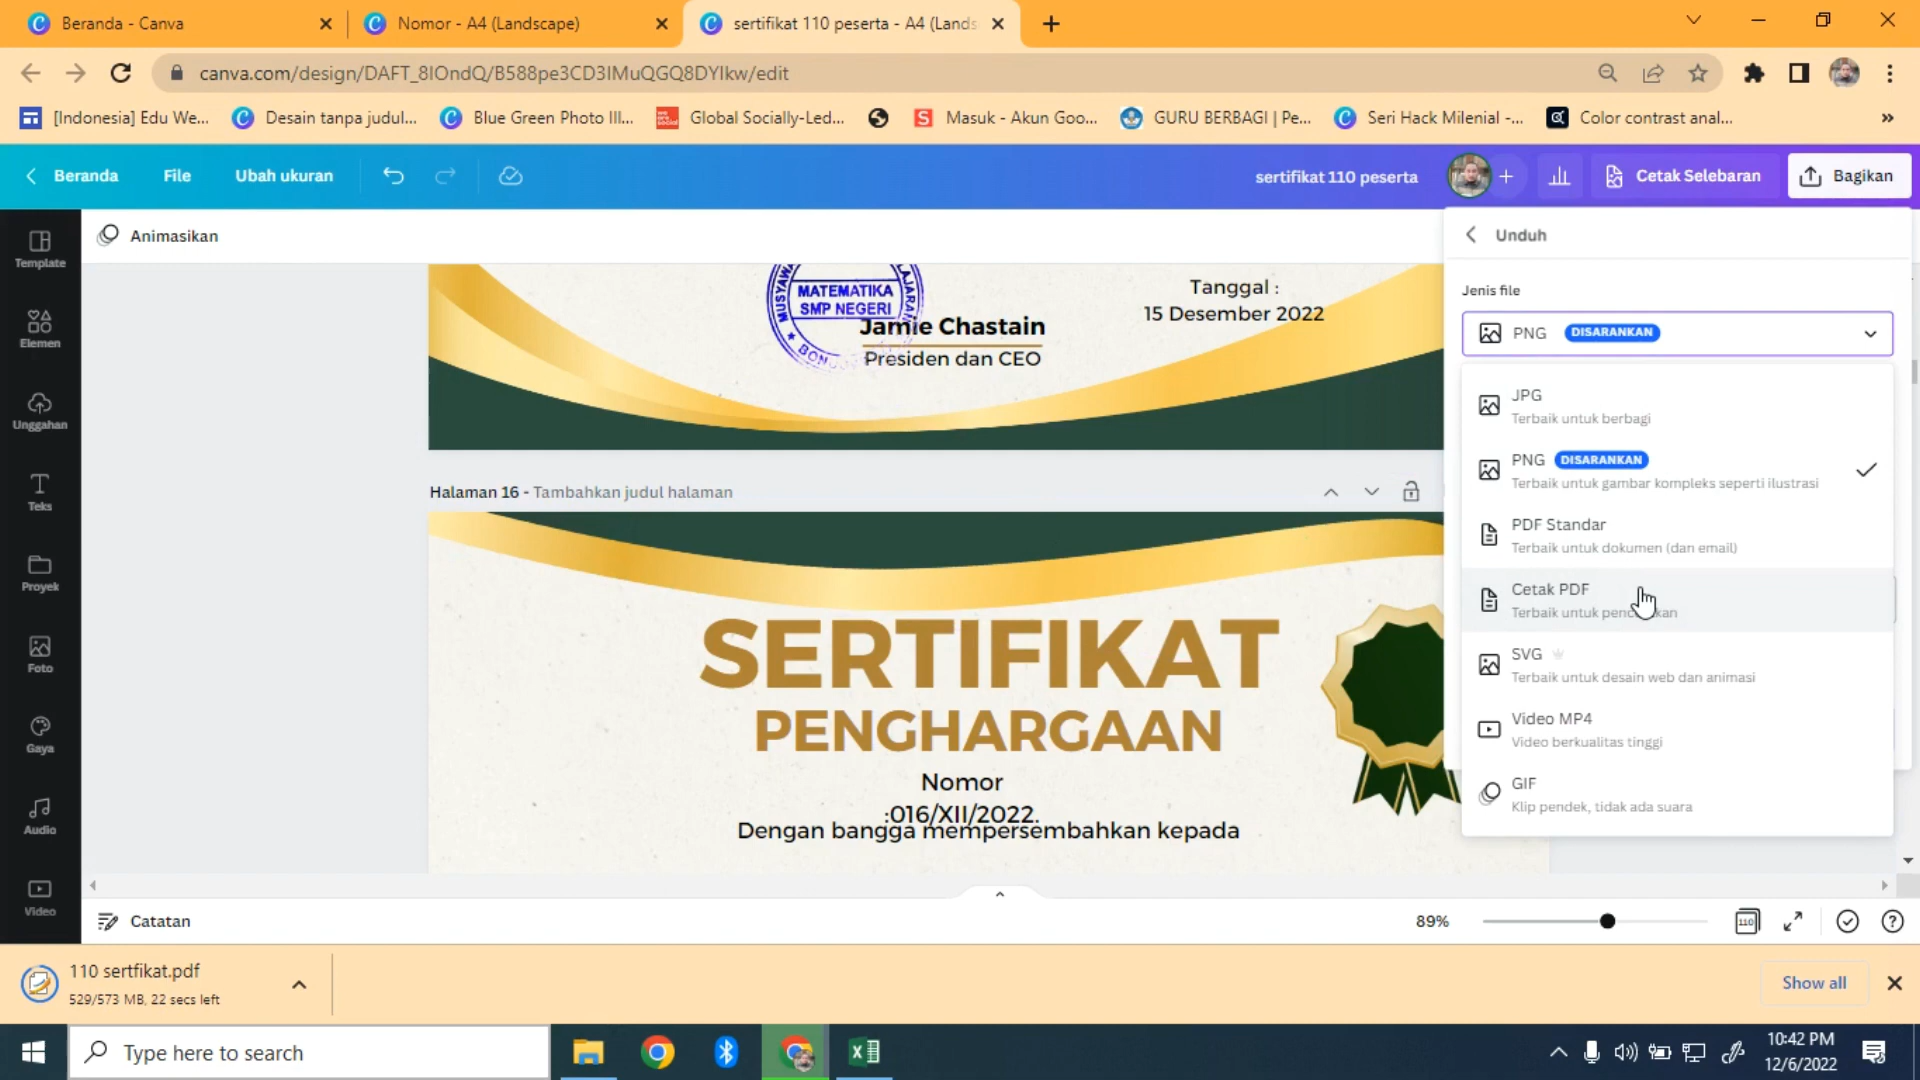 Beranda - Canva
Nomor - A4 (Landscape)
sertifikat 110 peserta - A4 (Lands
canva.com/design/DAFT_8IOndQ/B588pe3CD3IMuQGQ8DYIkw/edit
[Indonesia] Edu We...
Desain tanpa judul...
Blue Green Photo Ill...
Global Socially-Led...
Masuk - Akun Goo...
GURU BERBAGI | Pe...
Seri Hack Milenial -...
Color contrast anal...
»
Beranda
File
Ubah ukuran
sertifikat 110 peserta
Cetak Selebaran
Bagikan
Template
Elemen
Unggahan
Teks
Proyek
Foto
Gaya
Audio
Video
Animasikan
MATEMATIKA
SMP NEGERI
Jamie Chastain
Presiden dan CEO
Tanggal :
15 Desember 2022
Halaman 16 - Tambahkan judul halaman
SERTIFIKAT
PENGHARGAAN
Nomor
:016/XII/2022.
Dengan bangga mempersembahkan kepada
Unduh
Jenis file
PNG DISARANKAN
JPG
Terbaik untuk berbagi
PNG DISARANKAN
Terbaik untuk gambar kompleks seperti ilustrasi
PDF Standar
Terbaik untuk dokumen (dan email)
Cetak PDF
Terbaik untuk
SVG
Terbaik untuk desain web dan animasi
Video MP4
Video berkualitas tinggi
GIF
Klip pendek, tidak ada suara
Catatan
89%
110
110 sertfikat.pdf
529/573 MB, 22 secs left
Show all
Type here to search
10:42 PM
12/6/2022